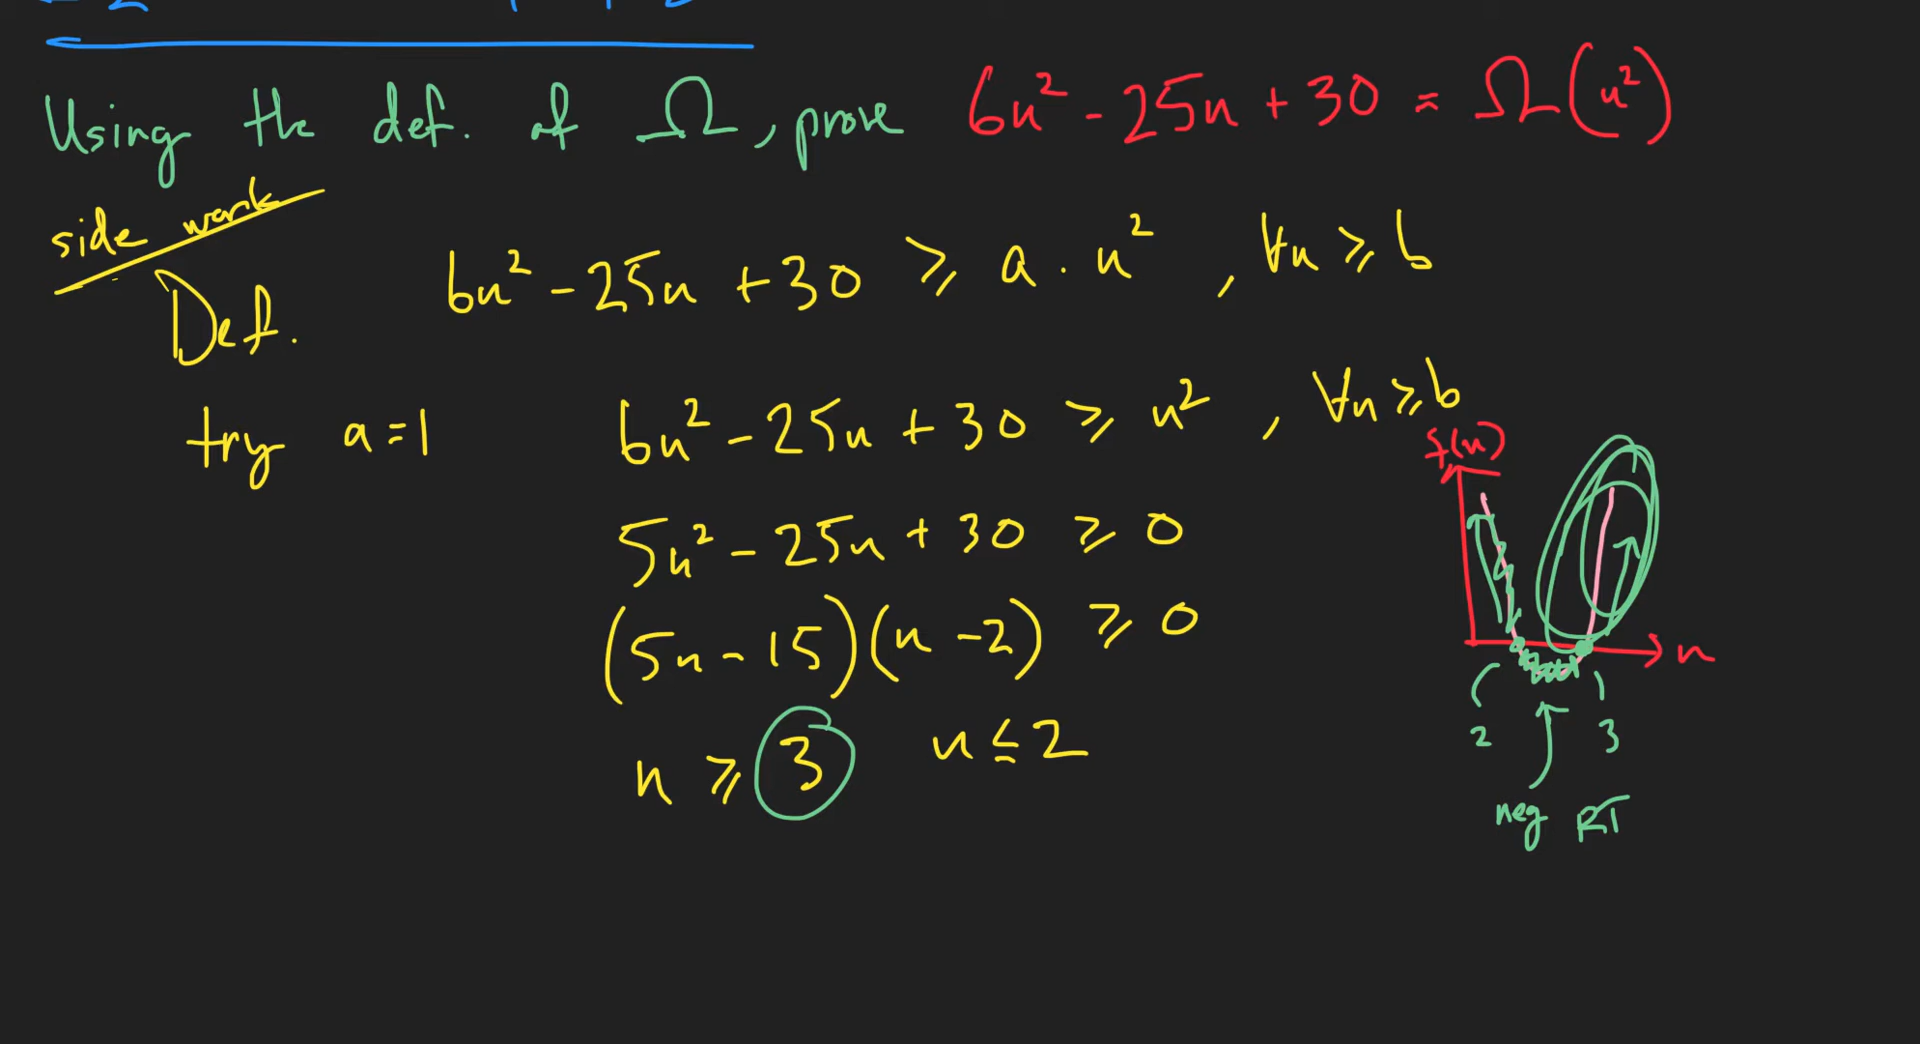 Using the def. of Ω, prove 6n² - 25n + 30 = Ω(n²)
side work
Def. 6n² - 25n + 30 ≥ a · n² , ∀n ≥ b
try a = 1 6n² - 25n + 30 ≥ n² , ∀n ≥ b
f(n)
5n² - 25n + 30 ≥ 0
(5n - 15)(n - 2) ≥ 0
n
n ≥ 3 n ≤ 2
2 3
neg RT